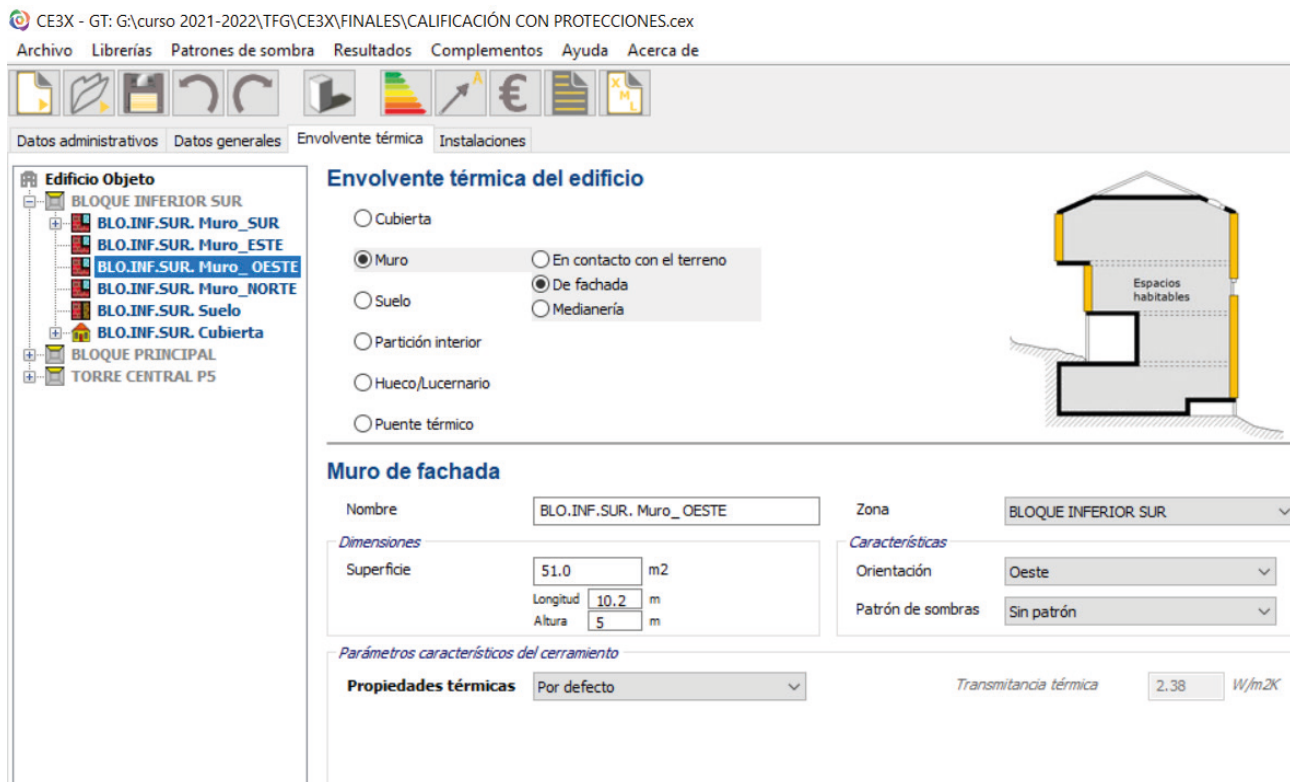 CE3X - GT: G:\curso 2021-2022\TFG\CE3X\FINALES\CALIFICACIÓN CON PROTECCIONES.cex
Archivo Librerías Patrones de sombra Resultados Complementos Ayuda Acerca de
A € X M L
Datos administrativos Datos generales Envolvente térmica Instalaciones
Edificio Objeto
BLOQUE INFERIOR SUR
BLO.INF.SUR. Muro_SUR
BLO.INF.SUR. Muro_ESTE
BLO.INF.SUR. Muro_ OESTE
BLO.INF.SUR. Muro_NORTE
BLO.INF.SUR. Suelo
BLO.INF.SUR. Cubierta
BLOQUE PRINCIPAL
TORRE CENTRAL P5
Envolvente térmica del edificio
Cubierta
Muro En contacto con el terreno
De fachada
Suelo
Medianería
Partición interior
Hueco/Lucernario
Puente térmico
Espacios
habitables
Muro de fachada
Nombre BLO.INF.SUR. Muro_ OESTE Zona BLOQUE INFERIOR SUR
Dimensiones Características
Superficie 51.0 m2 Orientación Oeste
Longitud 10.2 m
Altura 5 m Patrón de sombras Sin patrón
Parámetros característicos del cerramiento
Propiedades térmicas Por defecto Transmitancia térmica 2.38 W/m2K